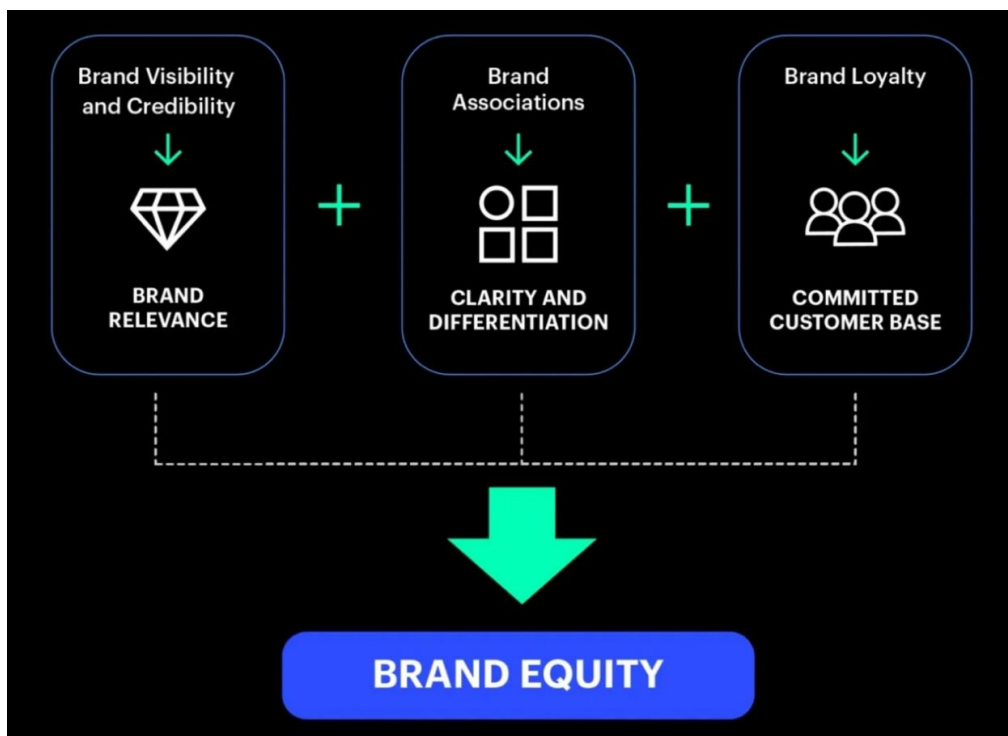 Brand Visibility
and Credibility
BRAND
RELEVANCE
Brand
Associations
CLARITY AND
DIFFERENTIATION
Brand Loyalty
COMMITTED
CUSTOMER BASE
BRAND EQUITY